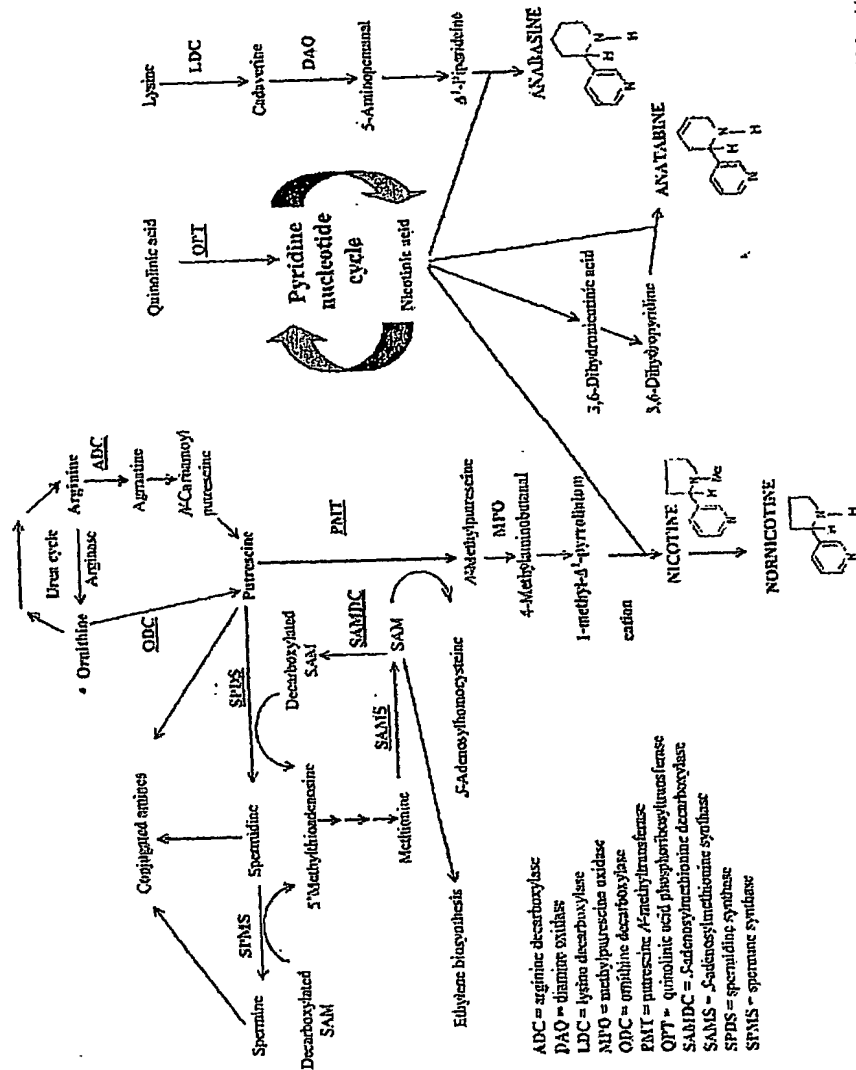 Ornithine
Urea cycle
Arginase
Arginine
ADC
Agmatine
N-Carbamoyl
putrescine
ODC
Putrescine
Conjugated amines
SPDS
Spermidine
SPMS
Spermine
Decarboxylated
SAM
Decarboxylated
SAM
5'Methylthioadenosine
Methionine
SAMS
SAMDC
SAM
S-Adenosylhomocysteine
Ethylene biosynthesis
PMT
N-Methylputrescine
MPO
4-Methylaminobutanal
1-methyl-Δ¹-pyrrolinium
cation
NICOTINE
N
H
Me
NORNICOTINE
N
H
N
H
Quinolinic acid
QPT
Pyridine
nucleotide
cycle
Nicotinic acid
3,6-Dihydronicotinic acid
3,6-Dihydropyridine
ANATABINE
N
H
N
H
Lysine
LDC
Cadaverine
DAO
5-Aminopentanal
Δ¹-Piperideine
ANABASINE
N
H
N
H
ADC = arginine decarboxylase
DAO = diamine oxidase
LDC = lysine decarboxylase
MPO = methylputrescine oxidase
ODC = ornithine decarboxylase
PMT = putrescine N-methyltransferase
QPT = quinolinic acid phosphoribosyltransferase
SAMDC = S-adenosylmethionine decarboxylase
SAMS = S-adenosylmethionine synthase
SPDS = spermidine synthase
SPMS = spermine synthase